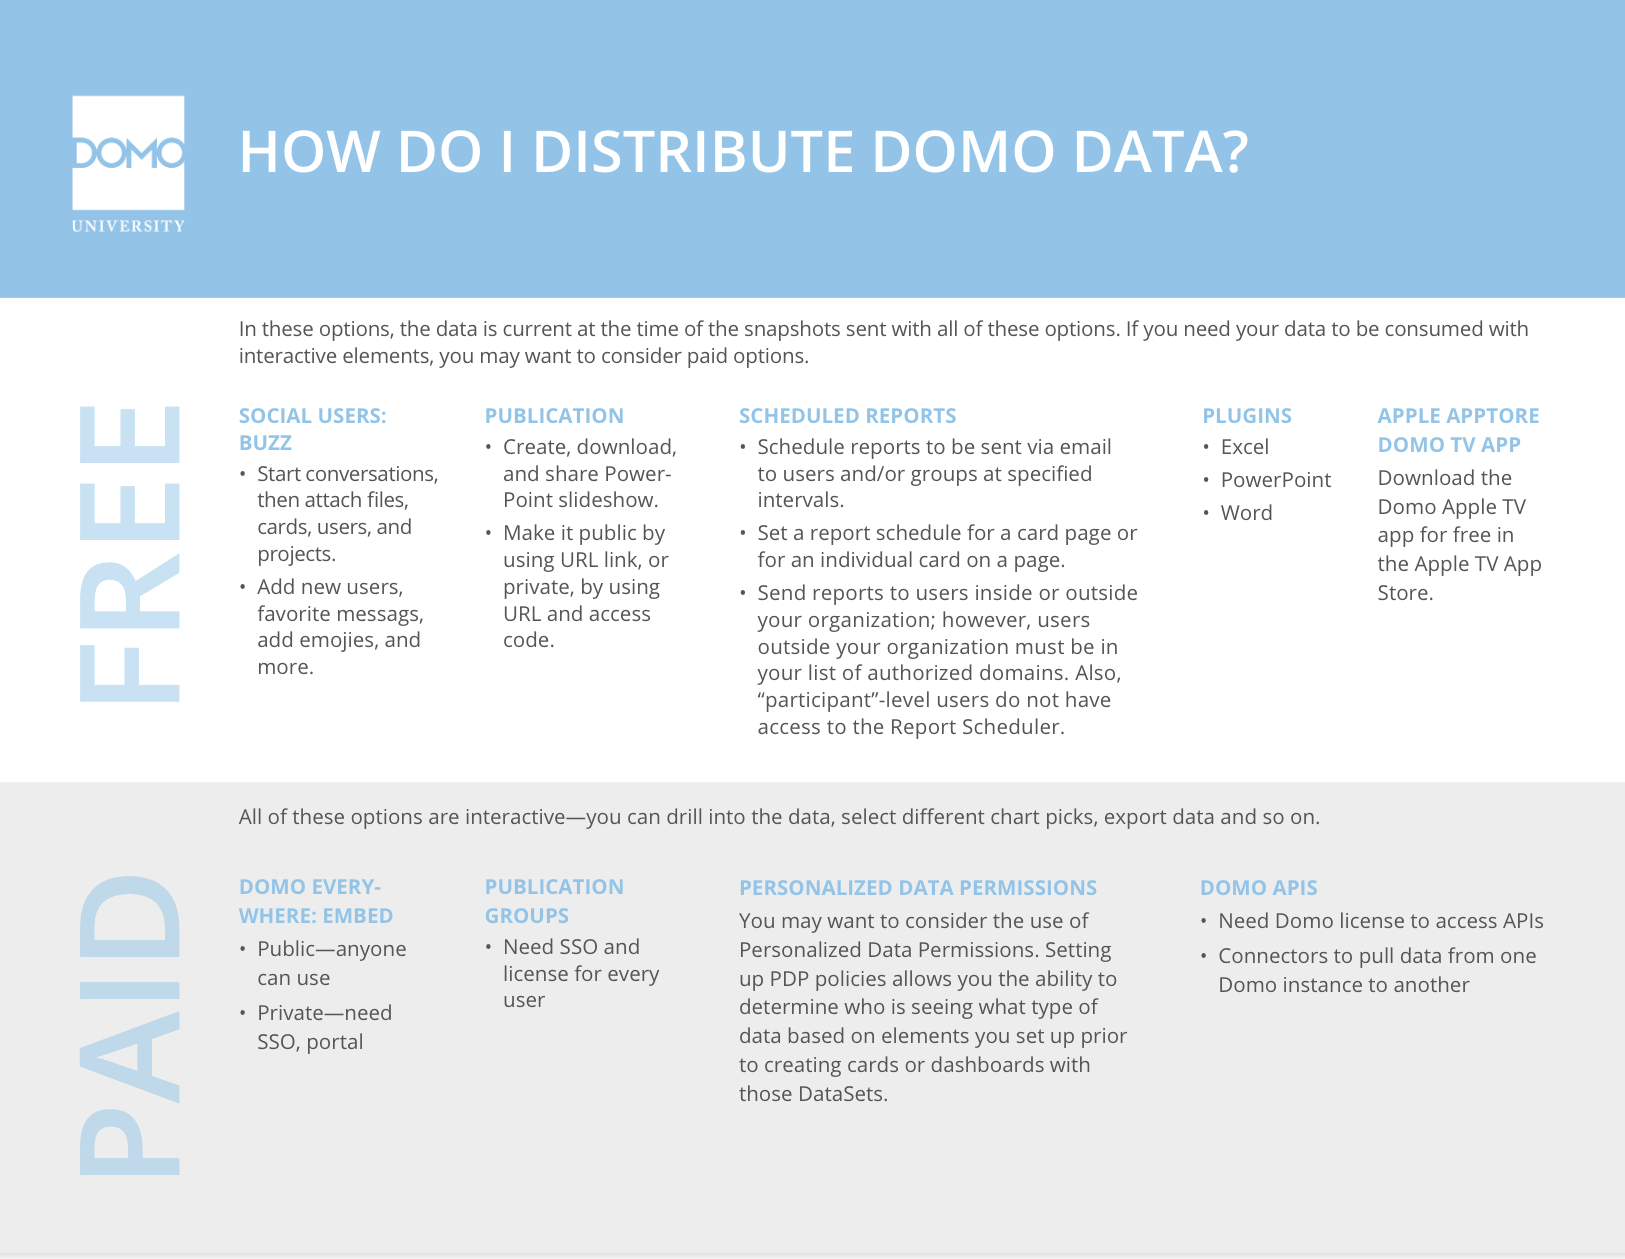 DOMO
UNIVERSITY
HOW DO I DISTRIBUTE DOMO DATA?
FREE
In these options, the data is current at the time of the snapshots sent with all of these options. If you need your data to be consumed with
interactive elements, you may want to consider paid options.
SOCIAL USERS:
BUZZ
• Start conversations,
then attach files,
cards, users, and
projects.
• Add new users,
favorite messags,
add emojies, and
more.
PUBLICATION
• Create, download,
and share Power-
Point slideshow.
• Make it public by
using URL link, or
private, by using
URL and access
code.
SCHEDULED REPORTS
• Schedule reports to be sent via email
to users and/or groups at specified
intervals.
• Set a report schedule for a card page or
for an individual card on a page.
• Send reports to users inside or outside
your organization; however, users
outside your organization must be in
your list of authorized domains. Also,
“participant”-level users do not have
access to the Report Scheduler.
PLUGINS
• Excel
• PowerPoint
• Word
APPLE APPTORE
DOMO TV APP
Download the
Domo Apple TV
app for free in
the Apple TV App
Store.
PAID
All of these options are interactive—you can drill into the data, select different chart picks, export data and so on.
DOMO EVERY-
WHERE: EMBED
• Public—anyone
can use
• Private—need
SSO, portal
PUBLICATION
GROUPS
• Need SSO and
license for every
user
PERSONALIZED DATA PERMISSIONS
You may want to consider the use of
Personalized Data Permissions. Setting
up PDP policies allows you the ability to
determine who is seeing what type of
data based on elements you set up prior
to creating cards or dashboards with
those DataSets.
DOMO APIS
• Need Domo license to access APIs
• Connectors to pull data from one
Domo instance to another